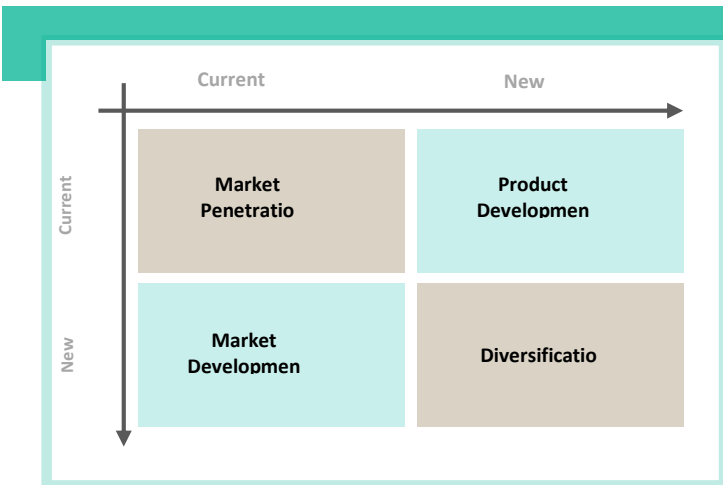 Current New
Current
Market
Penetratio
Product
Developmen
New
Market
Developmen
Diversificatio